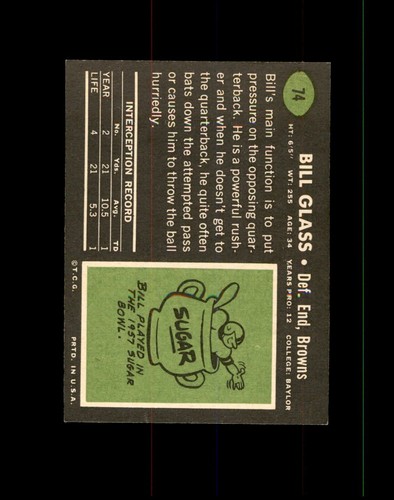 74
BILL GLASS • Def. End, Browns
HT: 6'5" WT: 255 AGE: 34 YEARS PRO: 12 COLLEGE: BAYLOR
Bill's main function is to put
pressure on the opposing quar-
terback. He is a powerful rush-
er and when he doesn't get to
the quarterback, he quite often
bats down the attempted pass
or causes him to throw the ball
hurriedly.
INTERCEPTION RECORD
No. Yds. Avg. TD
YEAR 2 21 10.5 1
LIFE 4 21 5.3 1
SUGAR
BILL PLAYED IN
THE 1957 SUGAR
BOWL.
© T.C.G. PRTD. IN U.S.A.